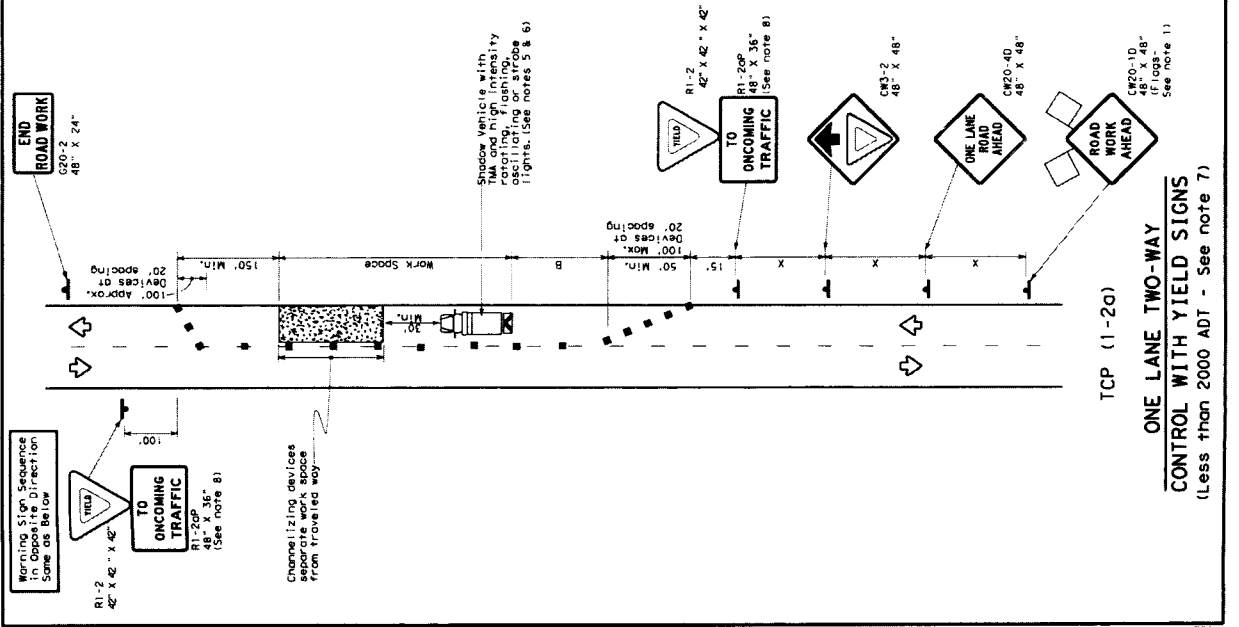 Warning Sign Sequence
in Opposite Direction
Same as Below
END
ROAD WORK
G20-2
48" X 24"
R1-2
42" X 42" X 42"
YIELD
TO
ONCOMING
TRAFFIC
R1-2aP
48" X 36"
(See note 8)
100'
100' Approx.
Devices at
20' spacing
150' Min.
Work Space
30'
Min.
Channelizing devices
separate work space
from traveled way
Shadow Vehicle with
TMA and high intensity
rotating, flashing,
oscillating or strobe
lights. (See notes 5 & 6)
B
50' Min.
100' Max.
Devices at
20' spacing
15'
X
X
X
R1-2
42" X 42" X 42"
YIELD
TO
ONCOMING
TRAFFIC
R1-2aP
48" X 36"
(See note 8)
CW3-2
48" X 48"
ONE LANE
ROAD
AHEAD
CW20-4D
48" X 48"
ROAD
WORK
AHEAD
CW20-1D
48" X 48"
(Flags-
See note 1)
TCP (1-2a)
ONE LANE TWO-WAY
CONTROL WITH YIELD SIGNS
(Less than 2000 ADT - See note 7)